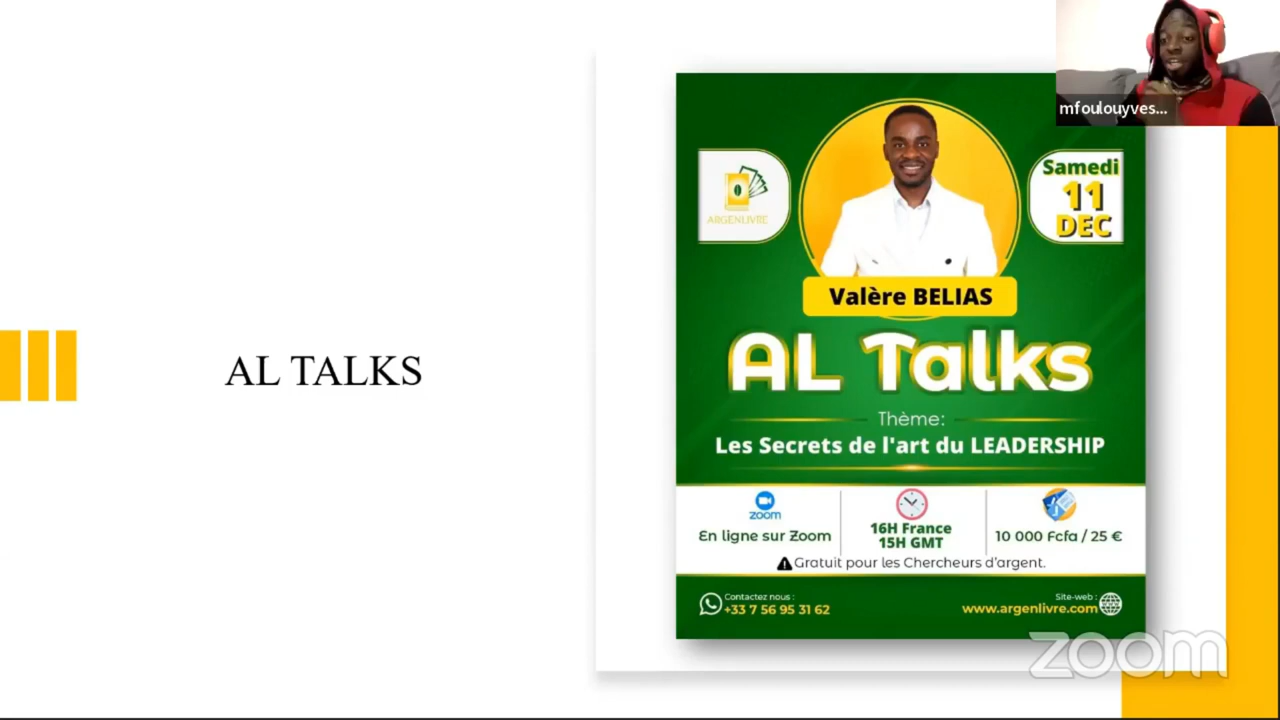 mfoulouyves...
AL TALKS
ARGENLIVRE
Samedi
11
DEC
Valère BELIAS
AL Talks
Thème:
Les Secrets de l'art du LEADERSHIP
zoom
En ligne sur Zoom
16H France
15H GMT
10 000 Fcfa / 25 €
Gratuit pour les Chercheurs d'argent.
Contactez nous :
+33 7 56 95 31 62
Site-web :
www.argenlivre.com
zoom